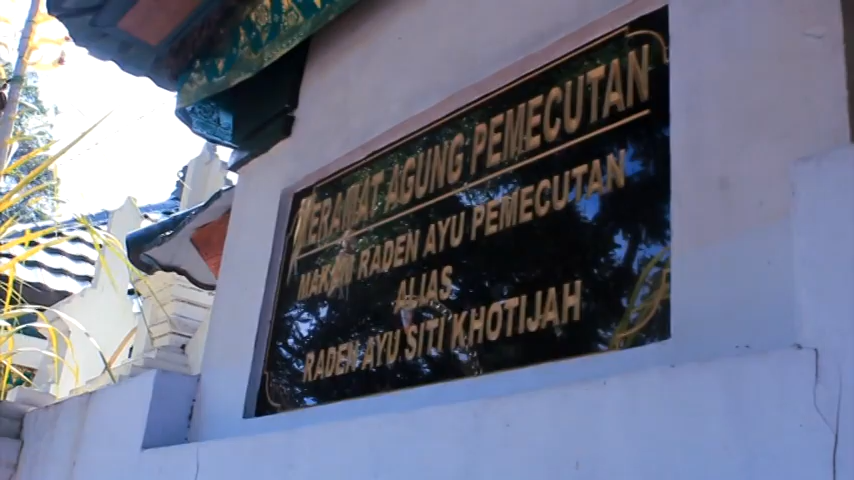 KERAMAT AGUNG PEMECUTAN
MAKAM RADEN AYU PEMECUTAN
ALIAS
RADEN AYU SITI KHOTIJAH